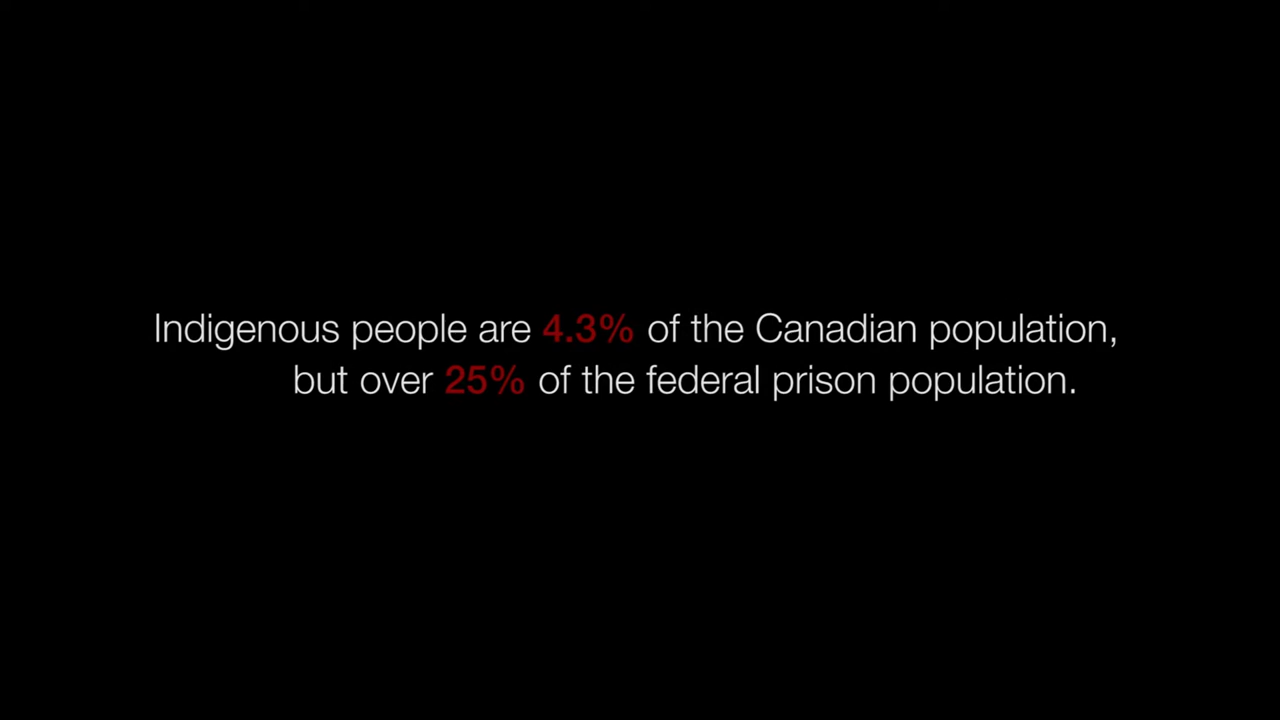 Indigenous people are 4.3% of the Canadian population,
but over 25% of the federal prison population.